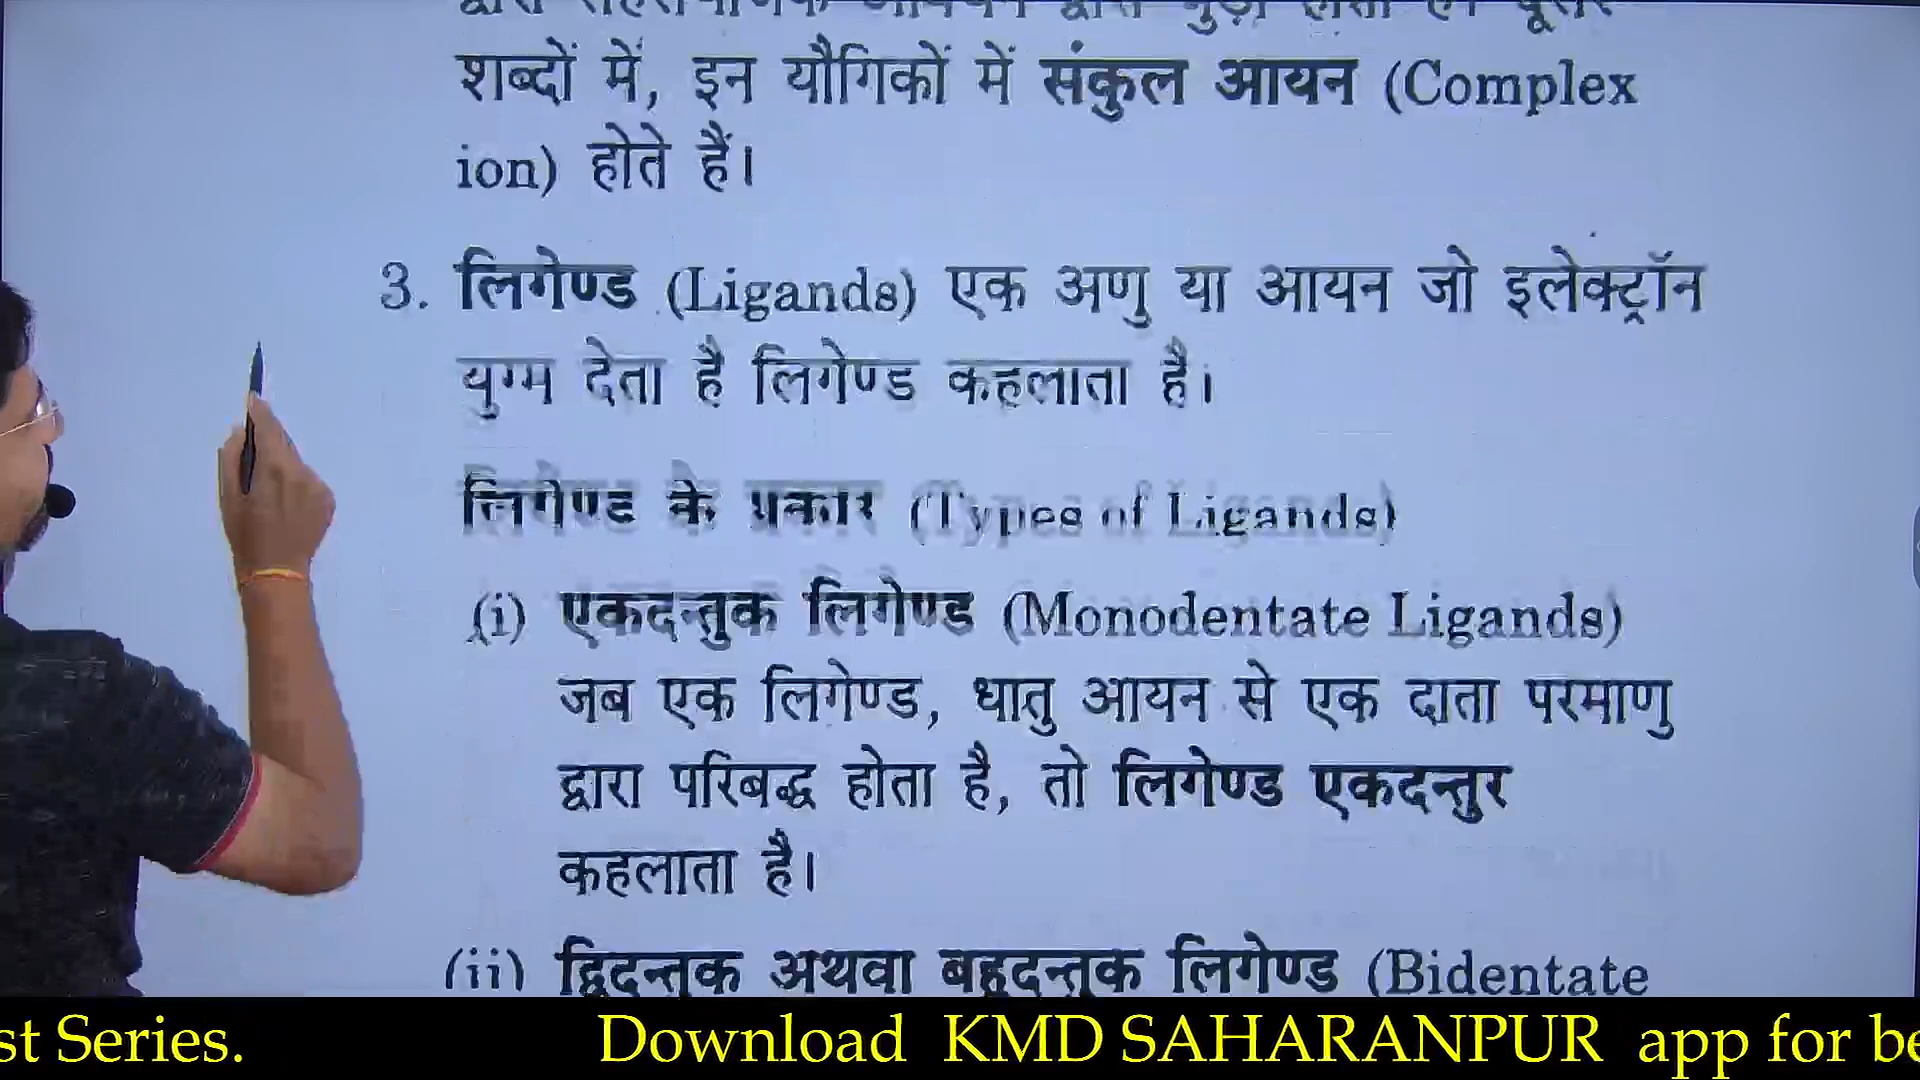 शब्दों में, इन यौगिकों में संकुल आयन (Complex
ion) होते हैं।
3. लिगेण्ड (Ligands) एक अणु या आयन जो इलेक्ट्रॉन
युग्म देता है लिगेण्ड कहलाता है।
लिगेण्ड के प्रकार (Types of Ligands)
(i) एकदन्तुक लिगेण्ड (Monodentate Ligands)
जब एक लिगेण्ड, धातु आयन से एक दाता परमाणु
द्वारा परिबद्ध होता है, तो लिगेण्ड एकदन्तुर
कहलाता है।
(ii) द्विदन्तुक अथवा बहुदन्तुक लिगेण्ड (Bidentate
st Series. Download KMD SAHARANPUR app for be